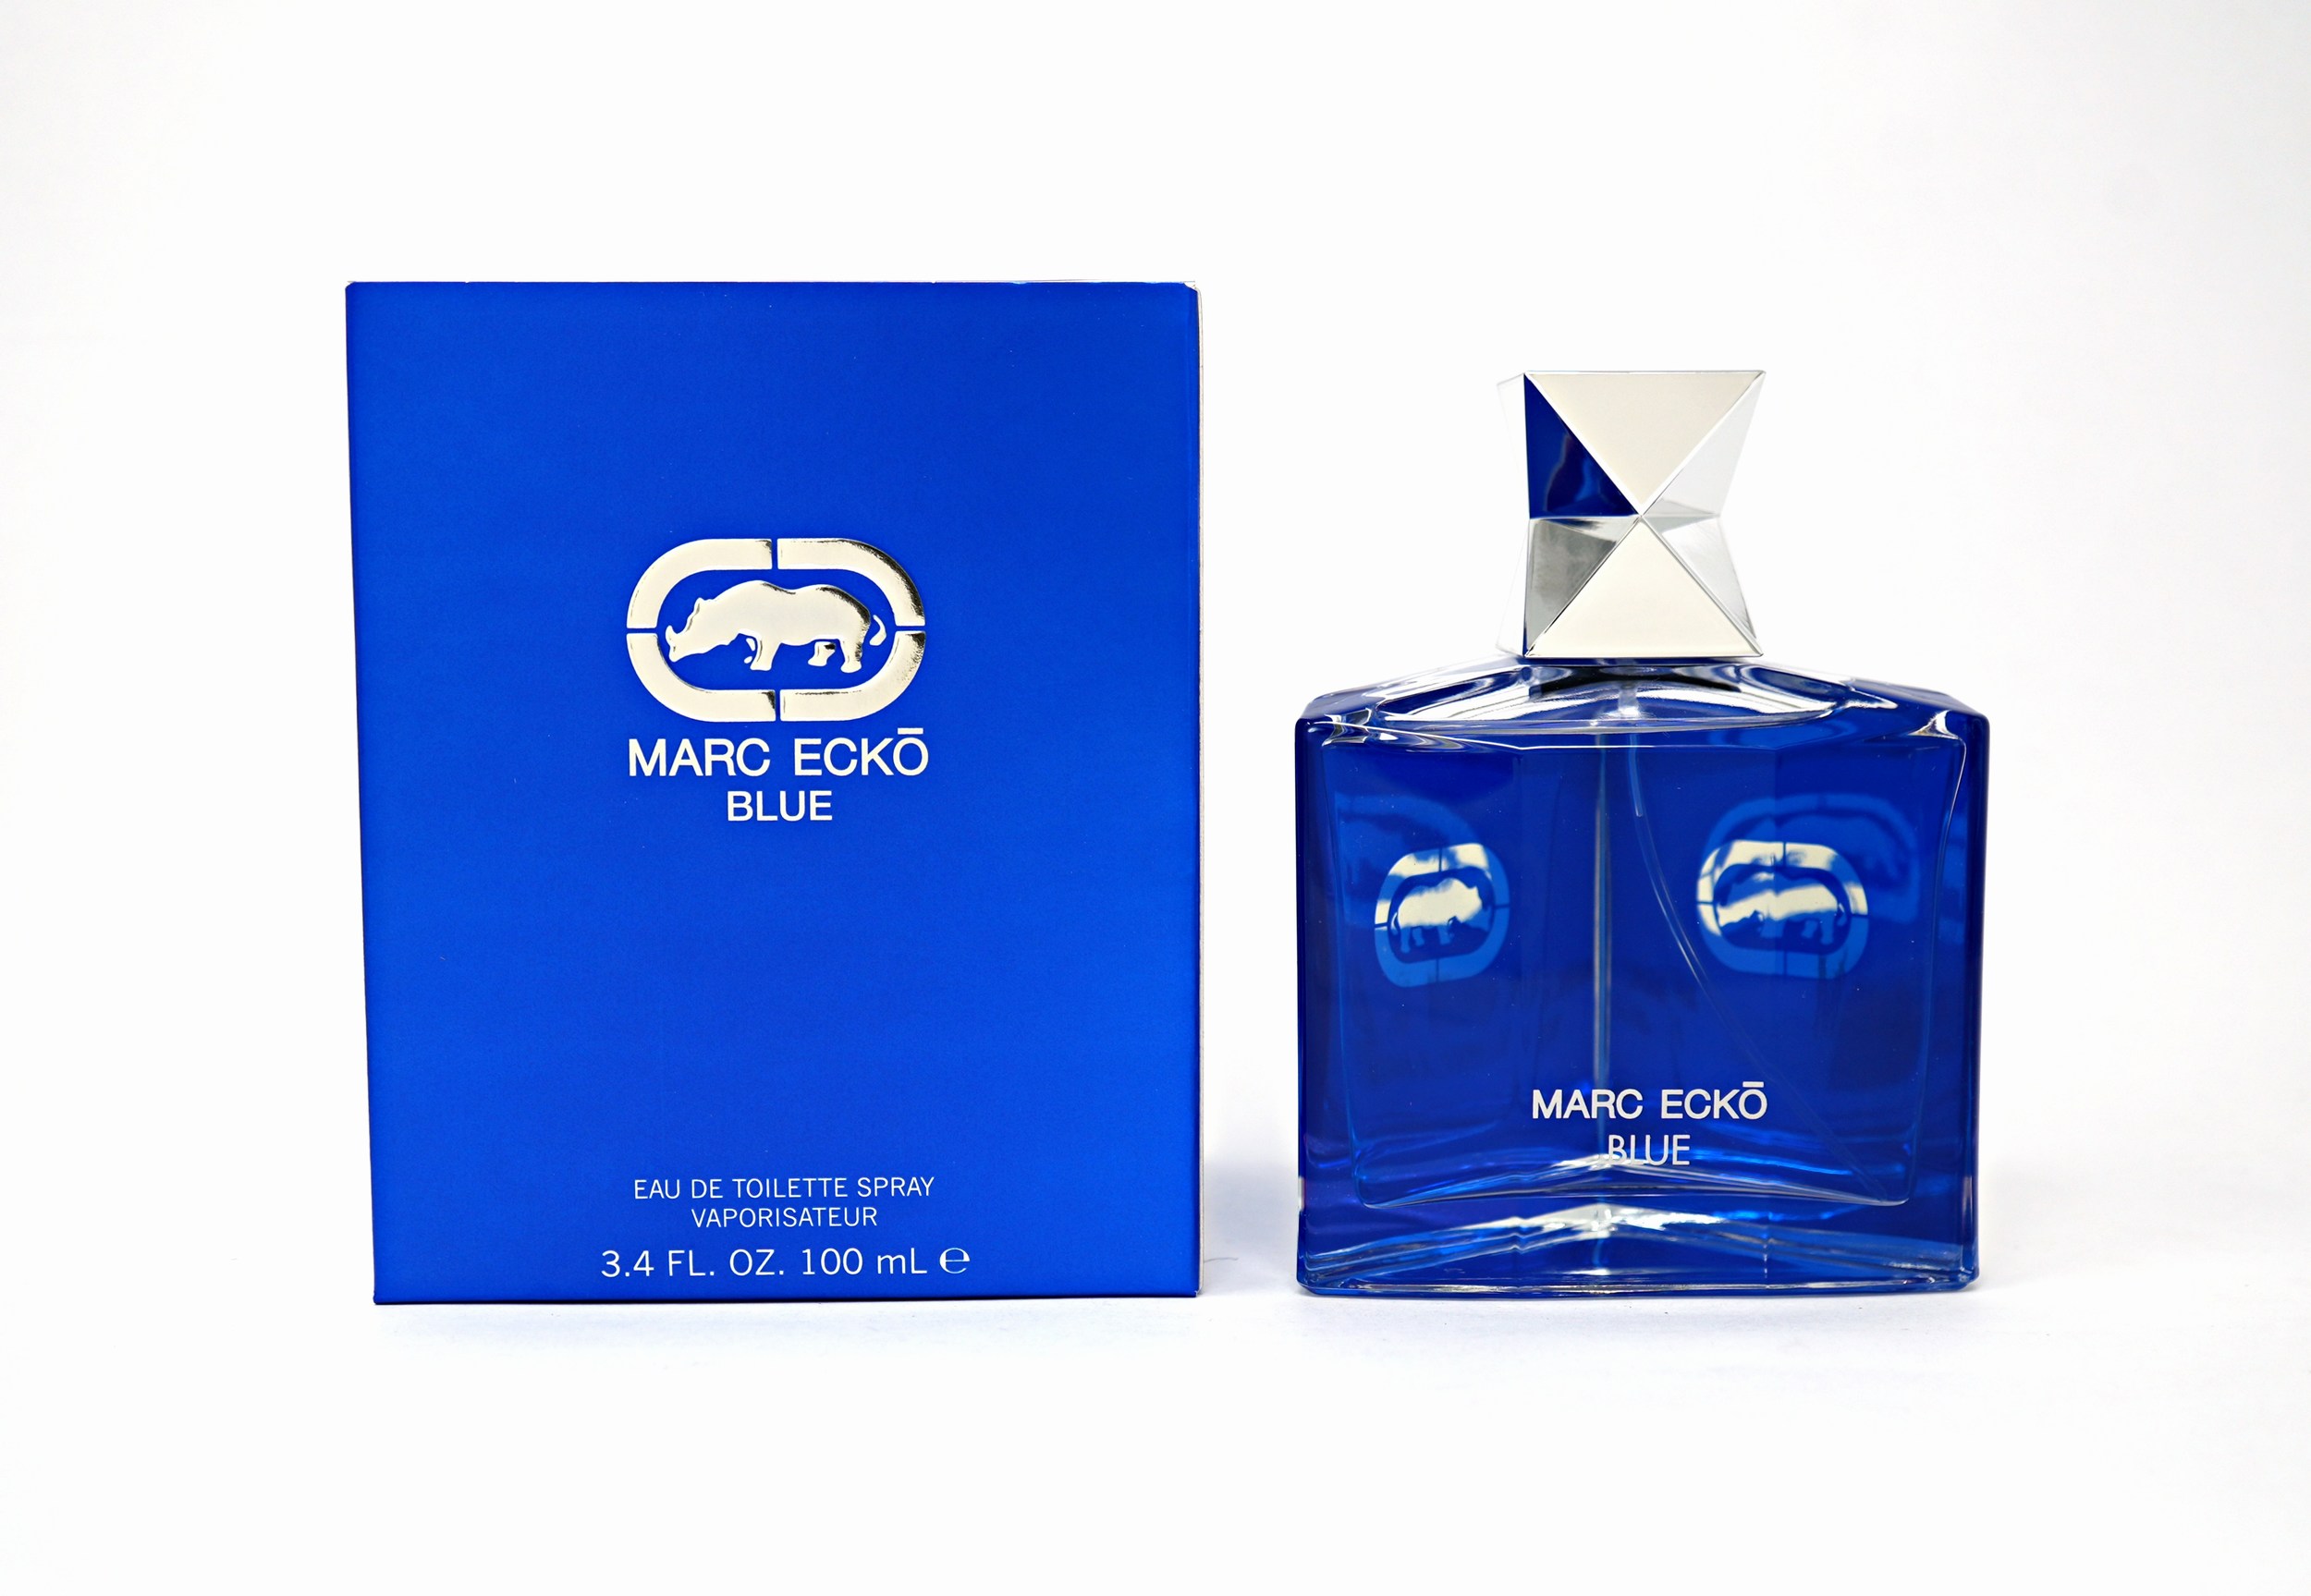 MARC ECKŌ
BLUE
EAU DE TOILETTE SPRAY
VAPORISATEUR
3.4 FL. OZ. 100 mL ℮
MARC ECKŌ
BLUE